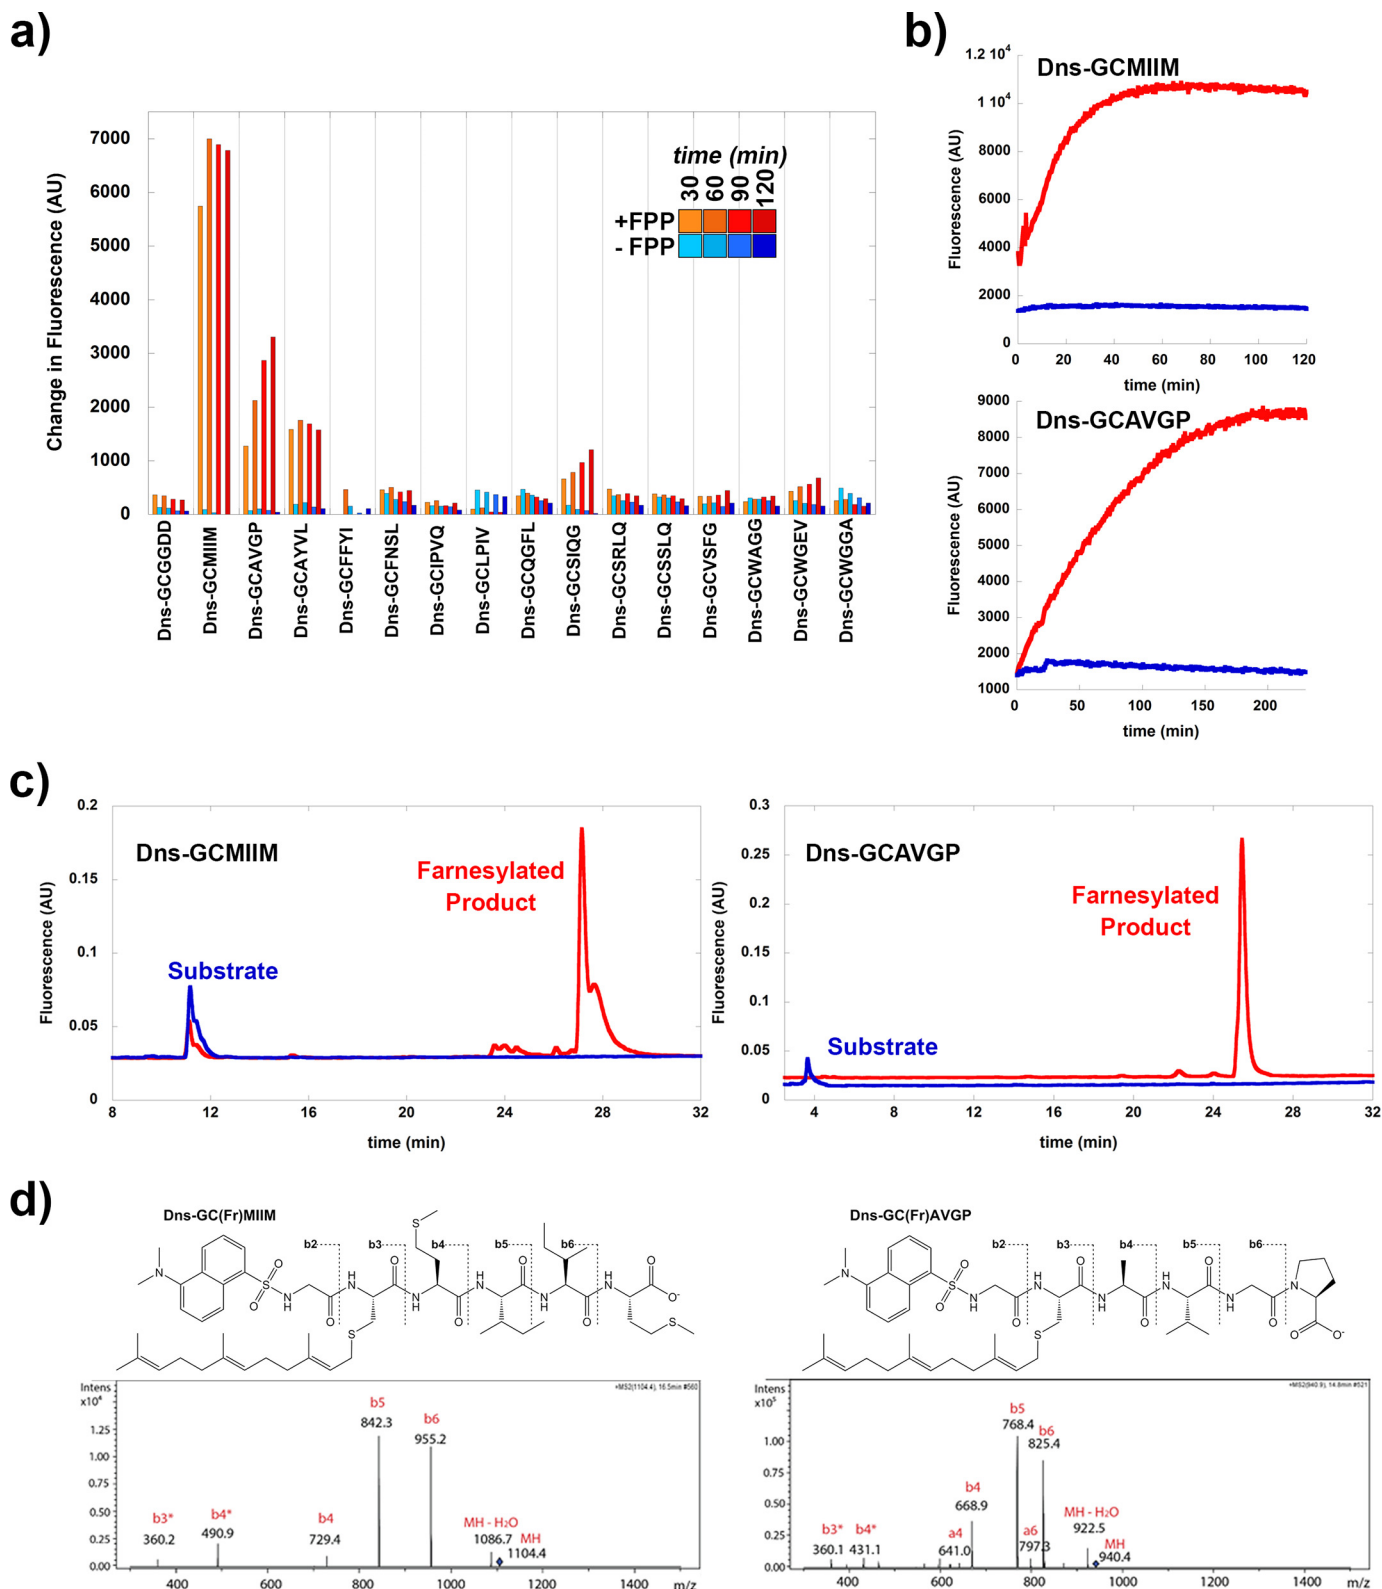 a)
Change in Fluorescence (AU)
7000
6000
5000
4000
3000
2000
1000
0
time (min)
30 60 90 120
+FPP
- FPP
Dns-GCGGDD
Dns-GCMIIM
Dns-GCAVGP
Dns-GCAYVL
Dns-GCFFYI
Dns-GCFNSL
Dns-GCIPVQ
Dns-GCLPIV
Dns-GCQGFL
Dns-GCSIQG
Dns-GCSRLQ
Dns-GCSSLQ
Dns-GCVSFG
Dns-GCWAGG
Dns-GCWGEV
Dns-GCWGGA
b)
Dns-GCMIIM
Fluorescence (AU)
1.2 10⁴
1 10⁴
8000
6000
4000
2000
0
0 20 40 60 80 100 120
time (min)
Dns-GCAVGP
Fluorescence (AU)
9000
8000
7000
6000
5000
4000
3000
2000
1000
0 50 100 150 200
time (min)
c)
Dns-GCMIIM
Farnesylated
Product
Substrate
Fluorescence (AU)
0.2
0.15
0.1
0.05
0
8 12 16 20 24 28 32
time (min)
Dns-GCAVGP
Farnesylated
Product
Substrate
Fluorescence (AU)
0.3
0.25
0.2
0.15
0.1
0.05
0
4 8 12 16 20 24 28 32
time (min)
d)
Dns-GC(Fr)MIIM
b2 b3 b4 b5 b6
N S O O N H O H N S O N H S O H N O N H O H N O O- S
Intens
x10⁴
+MS2(1104.4), 16.5min #560
1.25
1.00
0.75
0.50
0.25
0.00
b3*
360.2
b4*
490.9
b4
729.4
b5
842.3
b6
955.2
MH - H2O
1086.7
MH
1104.4
400 600 800 1000 1200 1400 m/z
Dns-GC(Fr)AVGP
b2 b3 b4 b5 b6
N S O O N H O H N S O N H O H N O N H O N O O-
Intens
x10⁵
+MS2(940.9), 14.8min #521
1.00
0.75
0.50
0.25
0.00
b3*
360.1
b4*
431.1
a4
641.0
b4
668.9
b5
768.4
a6
797.3
b6
825.4
MH - H2O
922.5
MH
940.4
400 600 800 1000 1200 1400 m/z